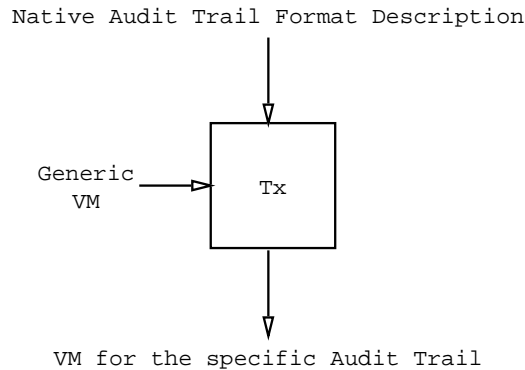 Native Audit Trail Format Description
Generic
VM
Tx
VM for the specific Audit Trail